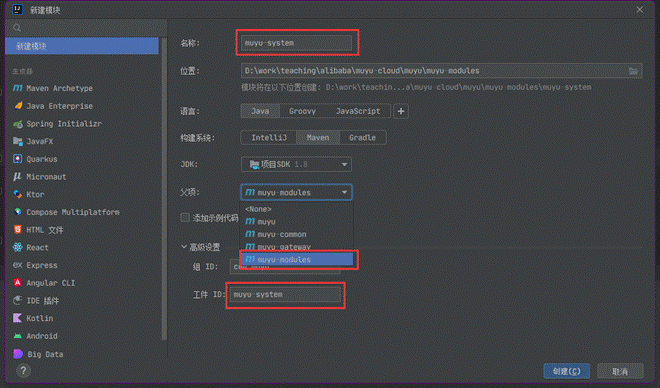 新建模块
新建模块
生成器
Maven Archetype
Java Enterprise
Spring Initializr
JavaFX
Quarkus
Micronaut
Ktor
Compose Multiplatform
HTML 文件
React
Express
Angular CLI
IDE 插件
Kotlin
Android
Big Data
名称:
muyu-system
位置:
D:\work\teaching\alibaba\muyu-cloud\muyu\muyu-modules
模块将在以下位置创建: D:\work\teachin...a\muyu-cloud\muyu\muyu-modules\muyu-system
语言:
Java Groovy JavaScript +
构建系统:
IntelliJ Maven Gradle
JDK:
项目SDK 1.8
父项:
muyu-modules
<None>
muyu
muyu-common
muyu-gateway
muyu-modules
添加示例代码
高级设置
组 ID:
工件 ID:
muyu-system
?
创建(C) 取消